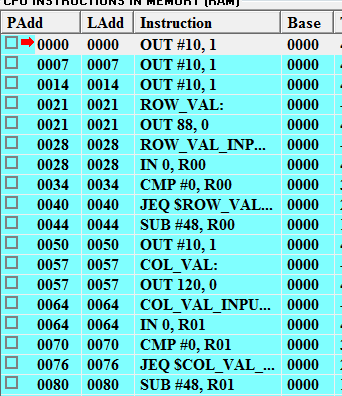 CPU INSTRUCTIONS IN MEMORY (RAM)
PAdd LAdd Instruction Base
0000 0000 OUT #10, 1 0000
0007 0007 OUT #10, 1 0000
0014 0014 OUT #10, 1 0000
0021 0021 ROW_VAL: 0000
0021 0021 OUT 88, 0 0000
0028 0028 ROW_VAL_INP... 0000
0028 0028 IN 0, R00 0000
0034 0034 CMP #0, R00 0000
0040 0040 JEQ $ROW_VAL... 0000
0044 0044 SUB #48, R00 0000
0050 0050 OUT #10, 1 0000
0057 0057 COL_VAL: 0000
0057 0057 OUT 120, 0 0000
0064 0064 COL_VAL_INPU... 0000
0064 0064 IN 0, R01 0000
0070 0070 CMP #0, R01 0000
0076 0076 JEQ $COL_VAL_... 0000
0080 0080 SUB #48, R01 0000